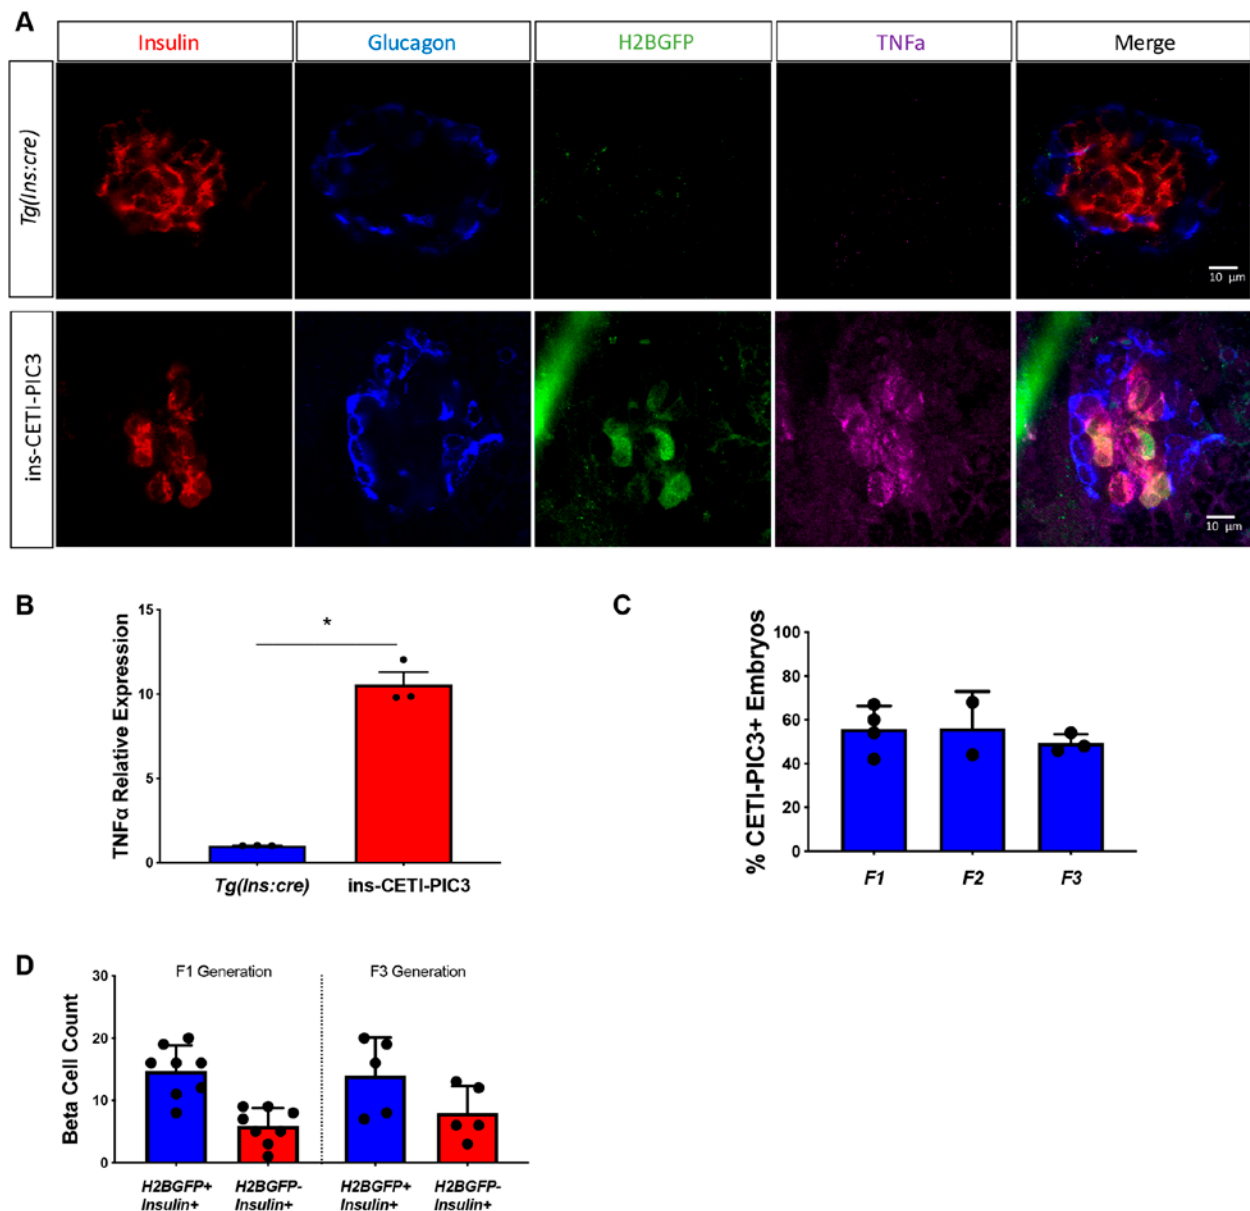 A
Insulin
Glucagon
H2BGFP
TNFa
Merge
Tg(Ins:cre)
10 μm
ins-CETI-PIC3
10 μm
B
TNFα Relative Expression
15
10
5
0
*
Tg(Ins:cre)
ins-CETI-PIC3
C
% CETI-PIC3+ Embryos
100
80
60
40
20
0
F1
F2
F3
D
Beta Cell Count
30
20
10
0
F1 Generation
F3 Generation
H2BGFP+
Insulin+
H2BGFP-
Insulin+
H2BGFP+
Insulin+
H2BGFP-
Insulin+